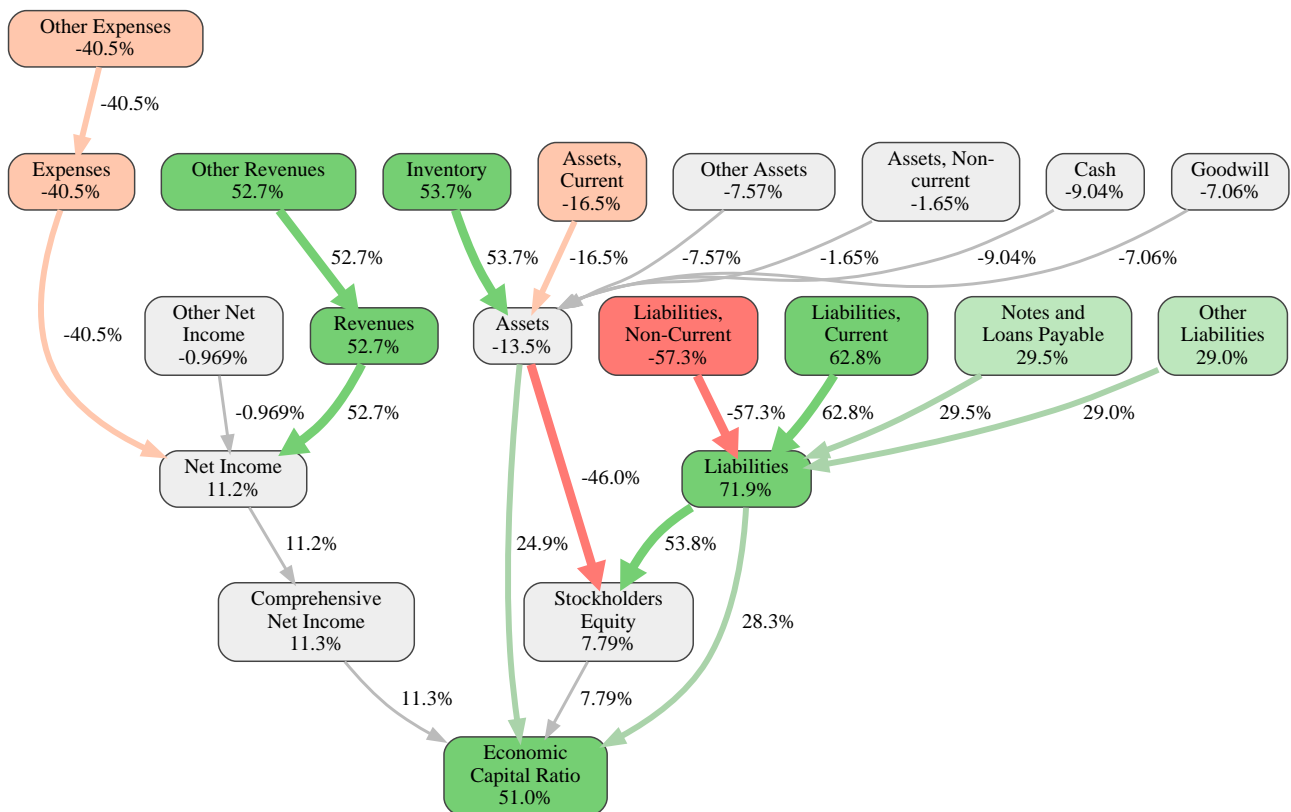 Other Expenses
-40.5%
-40.5%
Expenses
-40.5%
Other Revenues
52.7%
Inventory
53.7%
Assets,
Current
-16.5%
Other Assets
-7.57%
Assets, Non-
current
-1.65%
Cash
-9.04%
Goodwill
-7.06%
52.7%
53.7%
-16.5%
-7.57%
-1.65%
-9.04%
-7.06%
-40.5%
Other Net
Income
-0.969%
Revenues
52.7%
Assets
-13.5%
Liabilities,
Non-Current
-57.3%
Liabilities,
Current
62.8%
Notes and
Loans Payable
29.5%
Other
Liabilities
29.0%
-0.969%
52.7%
-57.3%
62.8%
29.5%
29.0%
Net Income
11.2%
-46.0%
Liabilities
71.9%
11.2%
24.9%
53.8%
Comprehensive
Net Income
11.3%
Stockholders
Equity
7.79%
28.3%
11.3%
7.79%
Economic
Capital Ratio
51.0%